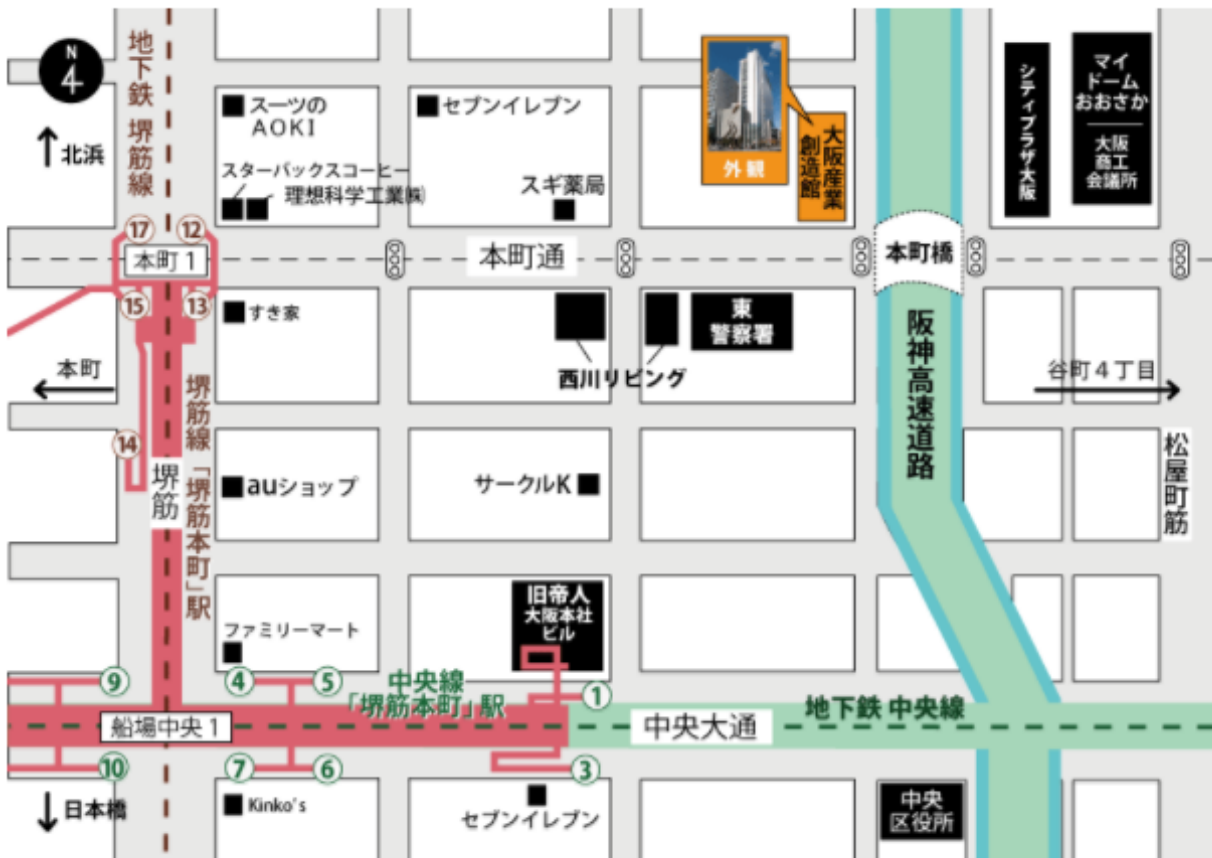 N
4
北浜
地下鉄 堺筋線
スーツの
AOKI
スターバックスコーヒー
理想科学工業㈱
セブンイレブン
スギ薬局
外観
大阪産業
創造館
シティプラザ大阪
マイ
ドーム
おおさか
大阪
商工
会議所
17
12
本町1
15
13
本町通
本町橋
すき家
西川リビング
東
警察署
本町
谷町4丁目
阪神高速道路
松屋町筋
14
堺筋
堺筋線「堺筋本町」駅
auショップ
サークルK
ファミリーマート
旧帝人
大阪本社
ビル
9
4
5
中央線
「堺筋本町」駅
1
地下鉄 中央線
船場中央1
中央大通
10
7
6
3
日本橋
Kinko's
セブンイレブン
中央
区役所